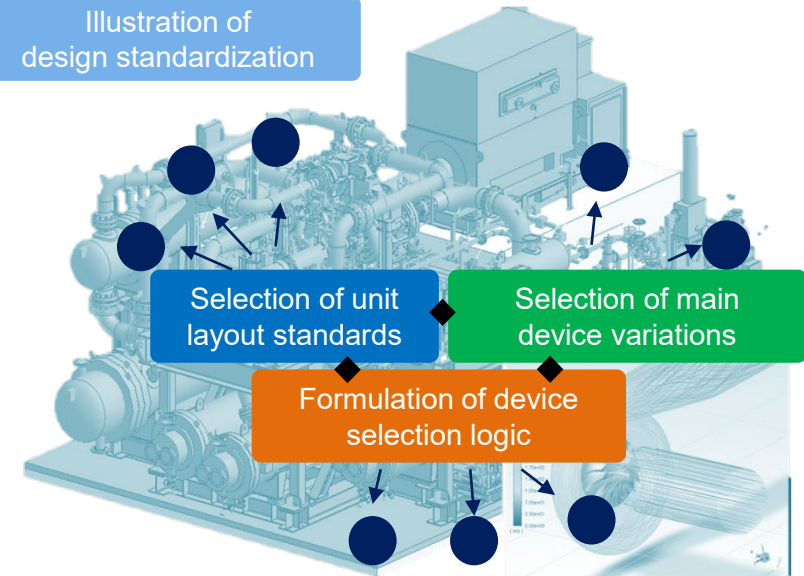 Illustration of
design standardization
Selection of unit
layout standards
Selection of main
device variations
Formulation of device
selection logic